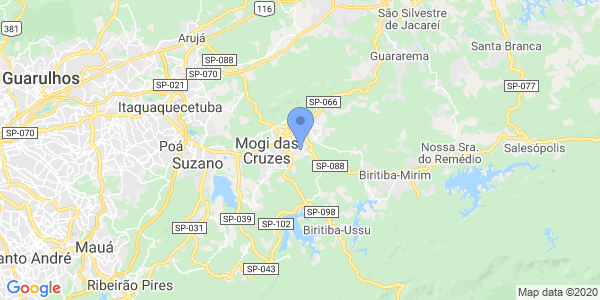 381
116
São Silvestre
de Jacareí
Arujá
SP-088
Santa Branca
SP-070
Guararema
Guarulhos
SP-021
SP-077
Itaquaquecetuba
SP-066
SP-070
Poá
Mogi das
Cruzes
Nossa Sra.
do Remédio
Salesópolis
Suzano
SP-088
Biritiba-Mirim
SP-039
SP-098
SP-031
SP-102
Biritiba-Ussu
Mauá
anto André
SP-043
Ribeirão Pires
Google
Map data ©2020